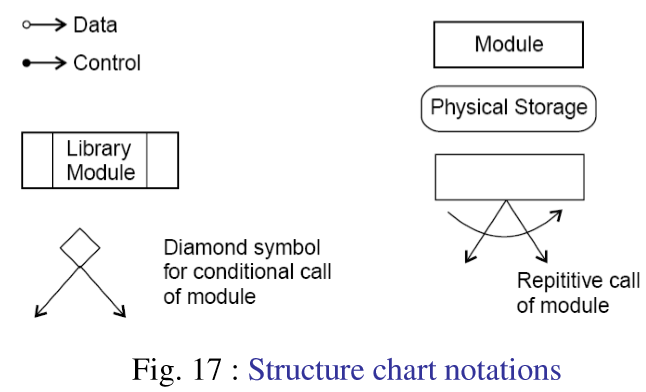 Data
Control
Module
Physical Storage
Library
Module
Diamond symbol
for conditional call
of module
Repititive call
of module
Fig. 17 : Structure chart notations